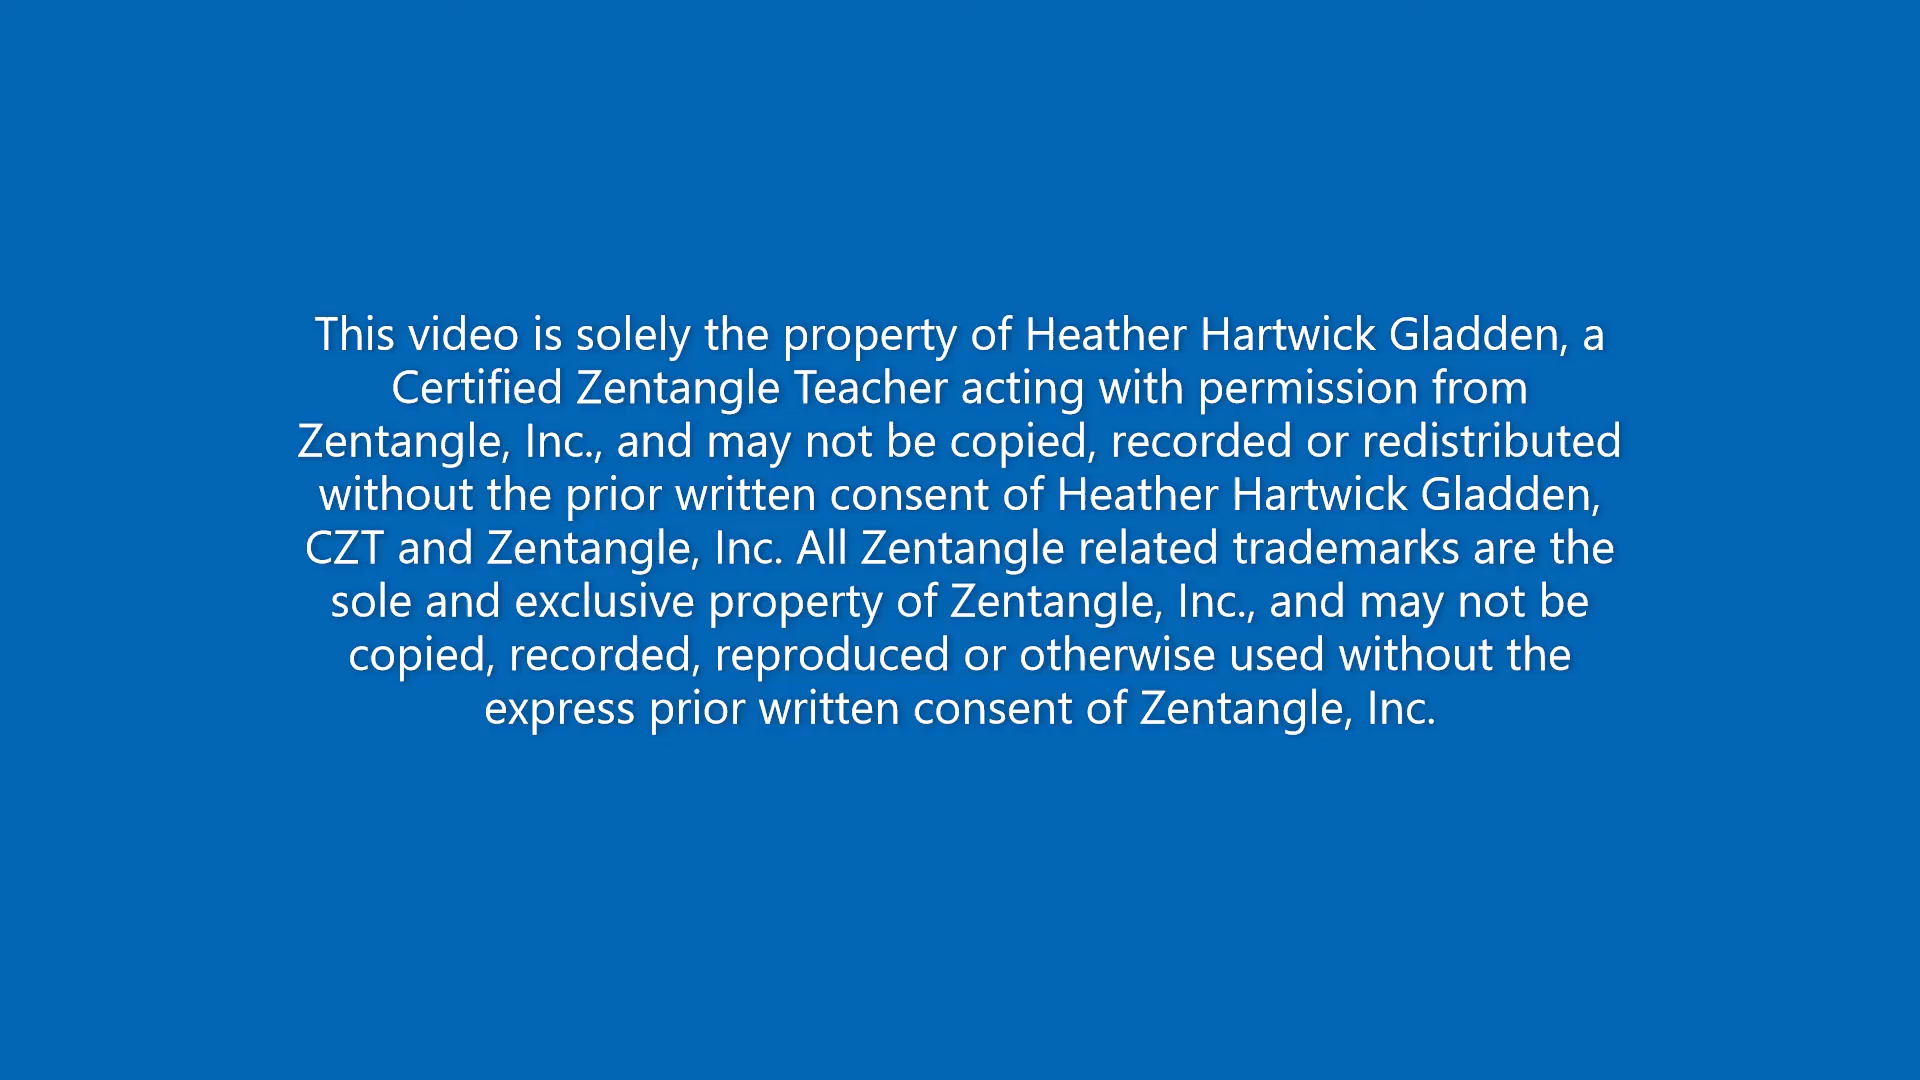 This video is solely the property of Heather Hartwick Gladden, a
Certified Zentangle Teacher acting with permission from
Zentangle, Inc., and may not be copied, recorded or redistributed
without the prior written consent of Heather Hartwick Gladden,
CZT and Zentangle, Inc. All Zentangle related trademarks are the
sole and exclusive property of Zentangle, Inc., and may not be
copied, recorded, reproduced or otherwise used without the
express prior written consent of Zentangle, Inc.